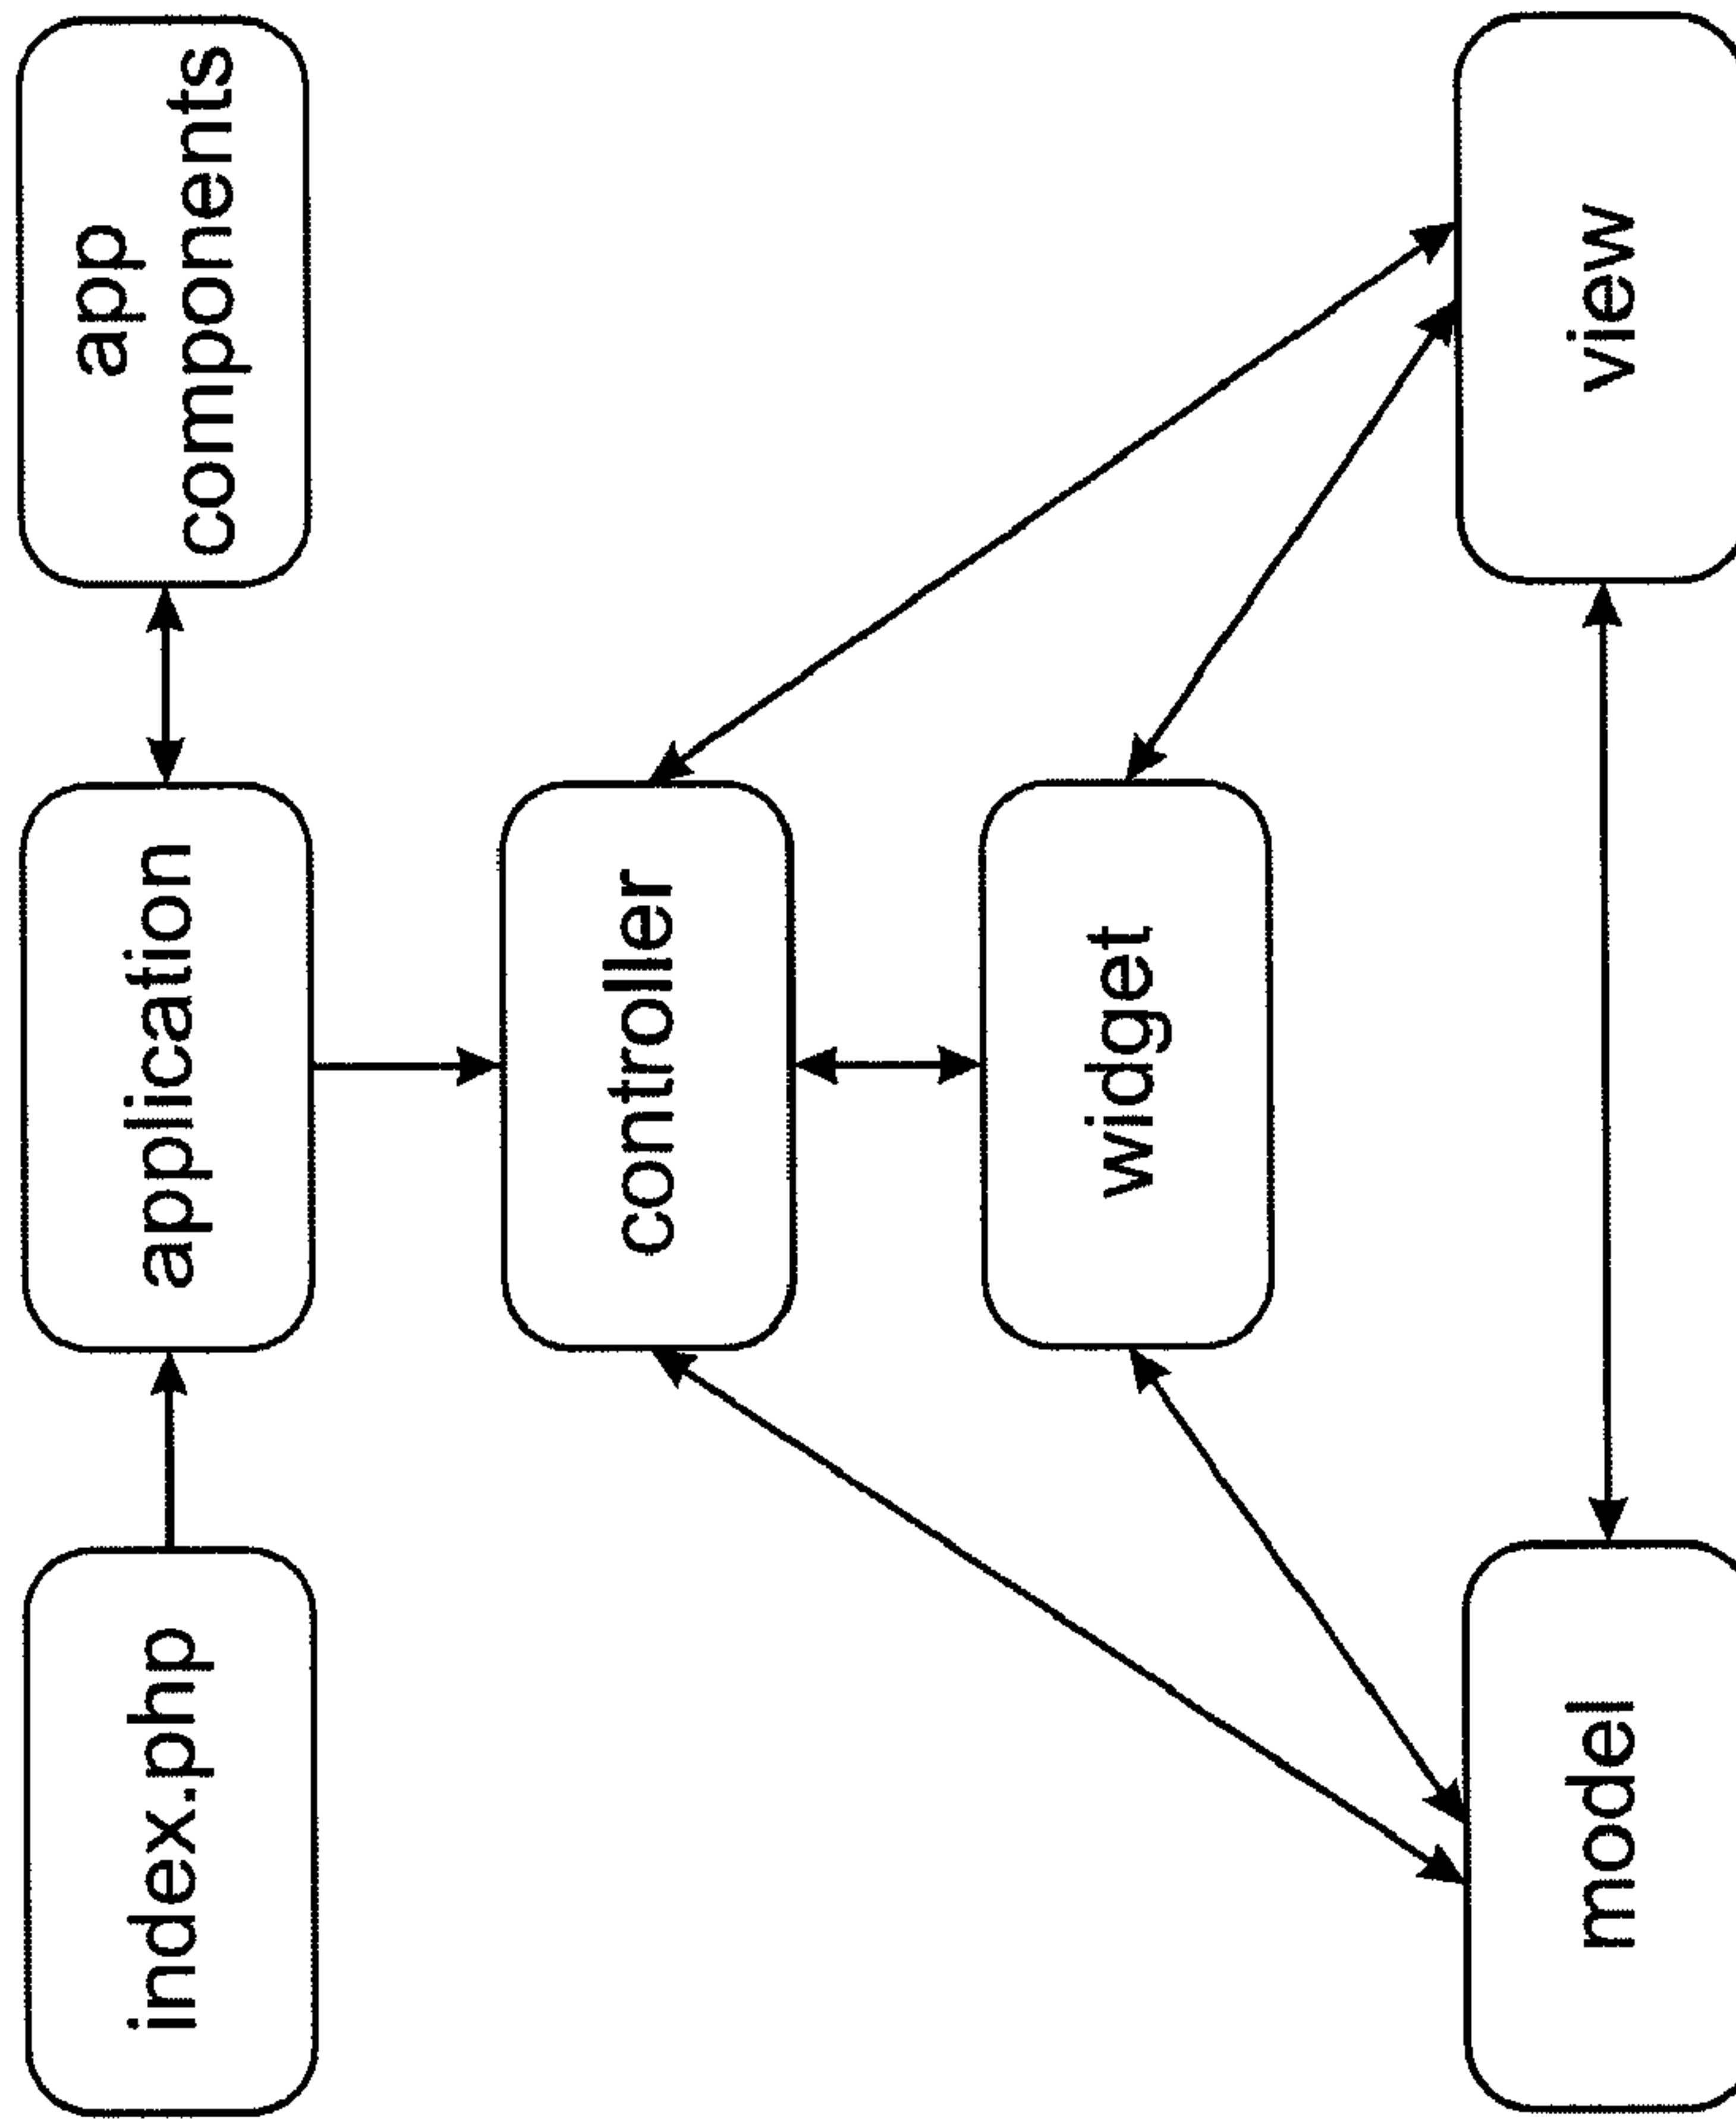 index.php
application
app
components
controller
widget
model
view